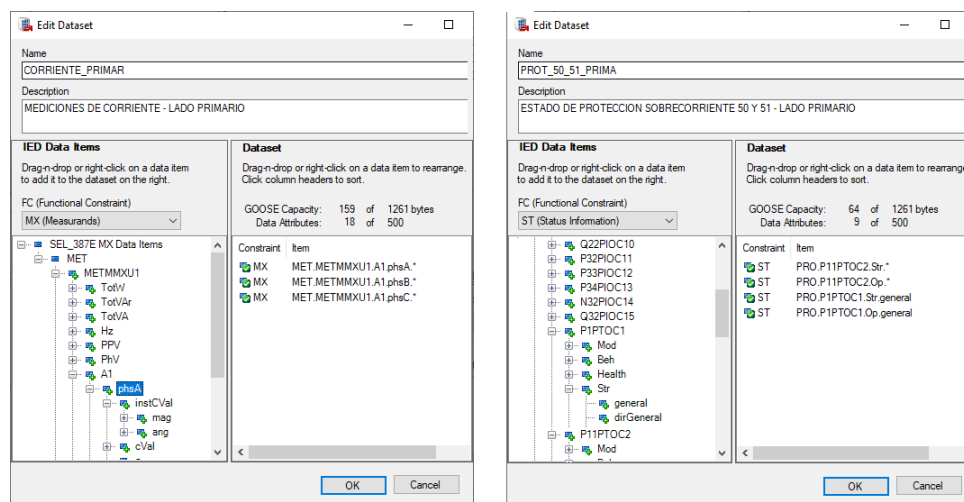 Edit Dataset
Name
CORRIENTE_PRIMAR
Description
MEDICIONES DE CORRIENTE - LADO PRIMARIO
IED Data Items
Drag-n-drop or right-click on a data item
to add it to the dataset on the right.
FC (Functional Constraint)
MX (Measurands)
SEL_387E MX Data Items
MET
METMMXU1
TotW
TotVAr
TotVA
Hz
PPV
PhV
A1
phsA
instCVal
mag
ang
cVal
Dataset
Drag-n-drop or right-click on a data item to rearrange.
Click column headers to sort.
GOOSE Capacity: 159 of 1261 bytes
Data Attributes: 18 of 500
Constraint Item
MX MET.METMMXU1.A1.phsA.*
MX MET.METMMXU1.A1.phsB.*
MX MET.METMMXU1.A1.phsC.*
OK Cancel
Edit Dataset
Name
PROT_50_51_PRIMA
Description
ESTADO DE PROTECCION SOBRECORRIENTE 50 Y 51 - LADO PRIMARIO
IED Data Items
Drag-n-drop or right-click on a data item
to add it to the dataset on the right.
FC (Functional Constraint)
ST (Status Information)
Q22PIOC10
P32PIOC11
P33PIOC12
P34PIOC13
N32PIOC14
Q32PIOC15
P1PTOC1
Mod
Beh
Health
Str
general
dirGeneral
P11PTOC2
Mod
Dataset
Drag-n-drop or right-click on a data item to rearrange
Click column headers to sort.
GOOSE Capacity: 64 of 1261 bytes
Data Attributes: 9 of 500
Constraint Item
ST PRO.P11PTOC2.Str.*
ST PRO.P11PTOC2.Op.*
ST PRO.P1PTOC1.Str.general
ST PRO.P1PTOC1.Op.general
OK Cancel